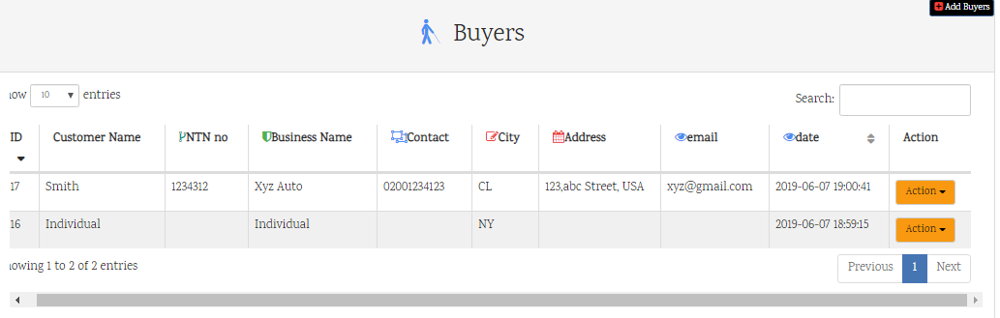 Add Buyers
Buyers
ow 10 entries
Search:
ID Customer Name NTN no Business Name Contact City Address email date Action
17 Smith 1234312 Xyz Auto 02001234123 CL 123,abc Street, USA xyz@gmail.com 2019-06-07 19:00:41 Action
16 Individual Individual NY 2019-06-07 18:59:15 Action
owing 1 to 2 of 2 entries
Previous 1 Next